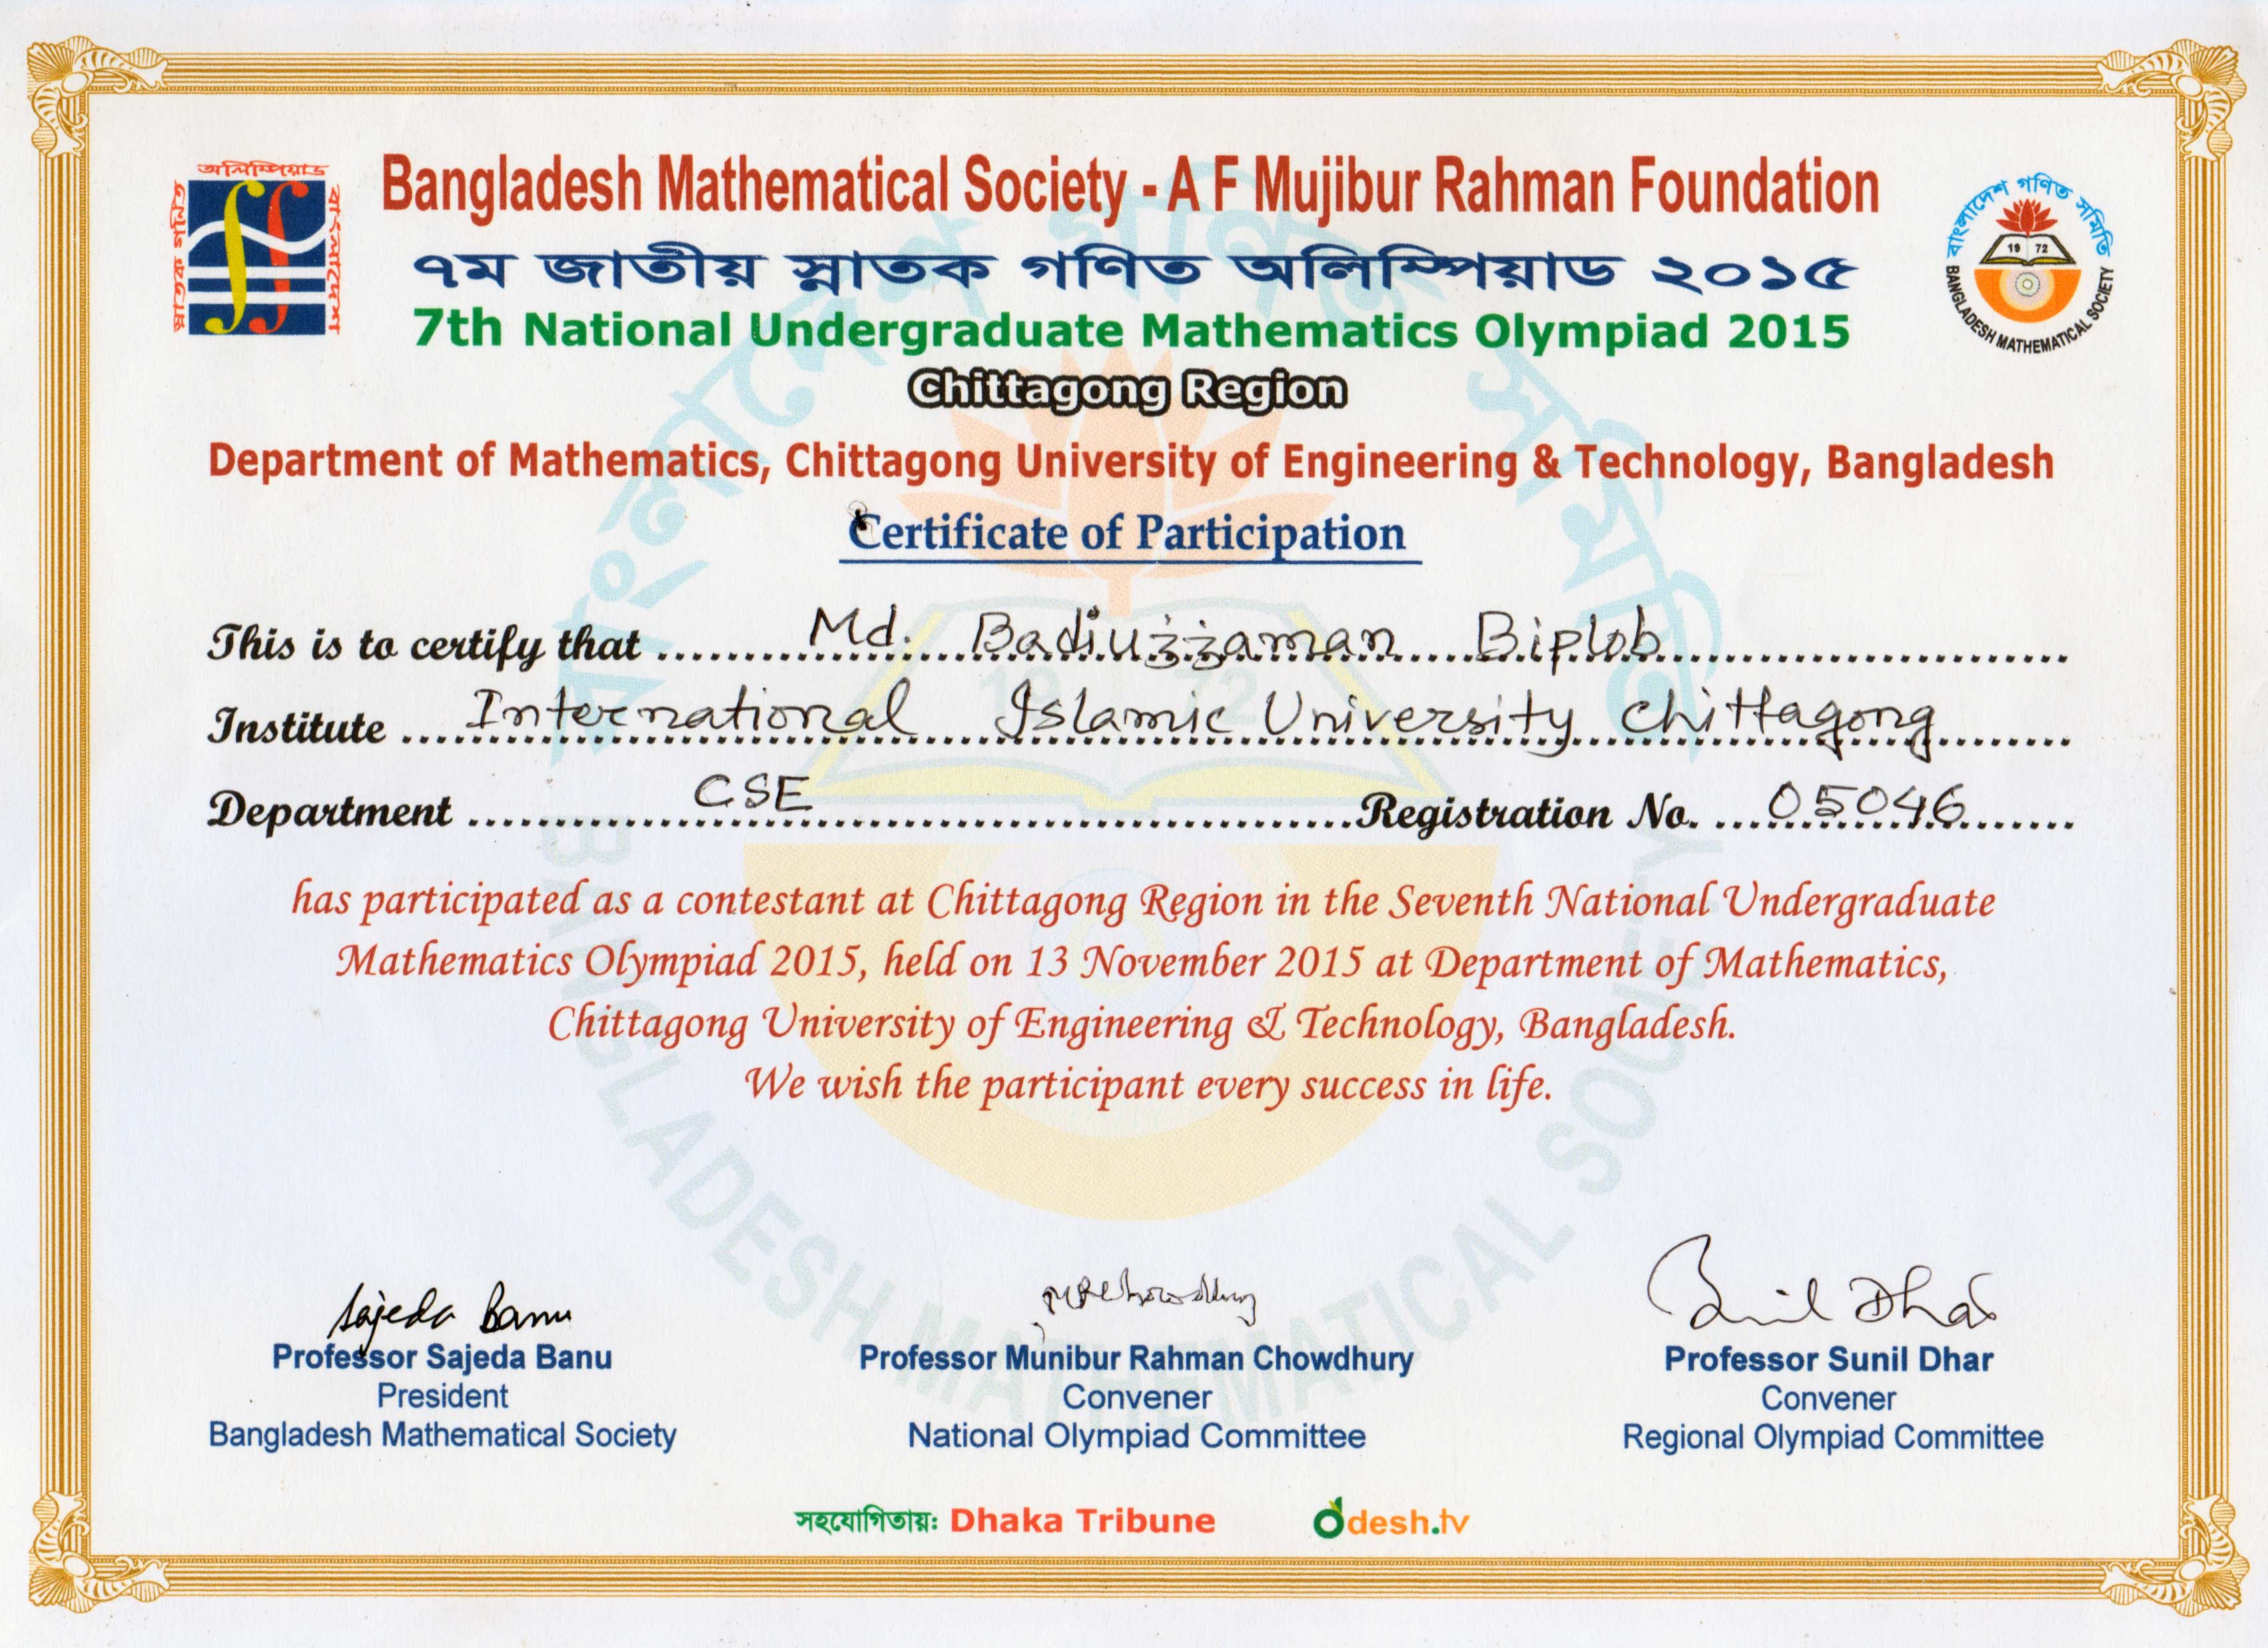 Bangladesh Mathematical Society - A F Mujibur Rahman Foundation
৭ম জাতীয় স্নাতক গণিত অলিম্পিয়াড ২০১৫
7th National Undergraduate Mathematics Olympiad 2015
Chittagong Region
Department of Mathematics, Chittagong University of Engineering & Technology, Bangladesh
Certificate of Participation
This is to certify that Md. Badiuzzaman Biplob
Institute International Islamic University Chittagong
Department CSE Registration No. 05046
has participated as a contestant at Chittagong Region in the Seventh National Undergraduate
Mathematics Olympiad 2015, held on 13 November 2015 at Department of Mathematics,
Chittagong University of Engineering & Technology, Bangladesh.
We wish the participant every success in life.
Sajeda Banu
Sunil Dhar
Professor Sajeda Banu
President
Bangladesh Mathematical Society
Professor Munibur Rahman Chowdhury
Convener
National Olympiad Committee
Professor Sunil Dhar
Convener
Regional Olympiad Committee
সহযোগিতায়: Dhaka Tribune desh.tv
স্নাতক গণিত
অলিম্পিয়াড
বাংলাদেশ
বাংলাদেশ গণিত সমিতি
19 72
BANGLADESH MATHEMATICAL SOCIETY
বাংলাদেশ গণিত সমিতি
19 72
BANGLADESH MATHEMATICAL SOCIETY